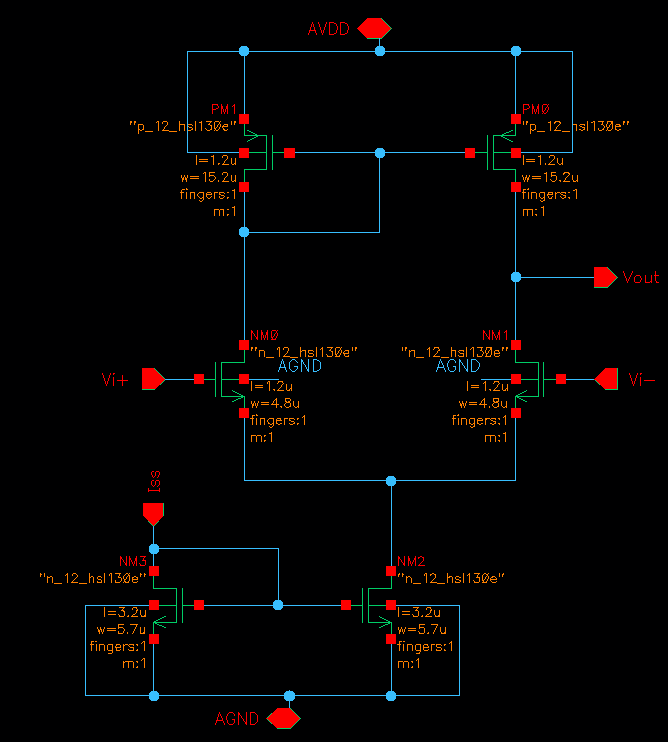 AVDD
PM1
PM0
"p_12_hsl130e"
"p_12_hsl130e"
l=1.2u
w=15.2u
fingers:1
m:1
l=1.2u
w=15.2u
fingers:1
m:1
Vout
NM0
NM1
"n_12_hsl130e"
"n_12_hsl130e"
AGND
AGND
Vi+
Vi-
l=1.2u
w=4.8u
fingers:1
m:1
l=1.2u
w=4.8u
fingers:1
m:1
Iss
NM3
NM2
"n_12_hsl130e"
"n_12_hsl130e"
l=3.2u
w=5.7u
fingers:1
m:1
l=3.2u
w=5.7u
fingers:1
m:1
AGND